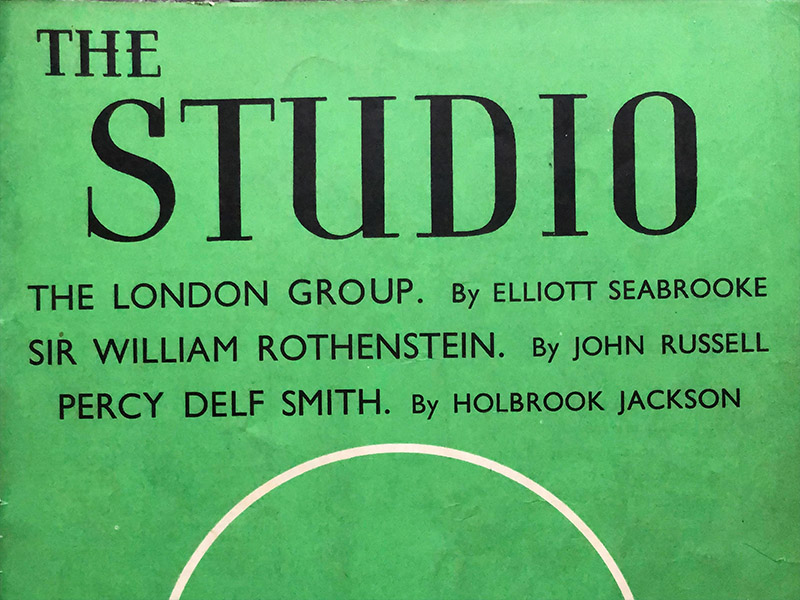 THE
STUDIO
THE LONDON GROUP. By ELLIOTT SEABROOKE
SIR WILLIAM ROTHENSTEIN. By JOHN RUSSELL
PERCY DELF SMITH. By HOLBROOK JACKSON